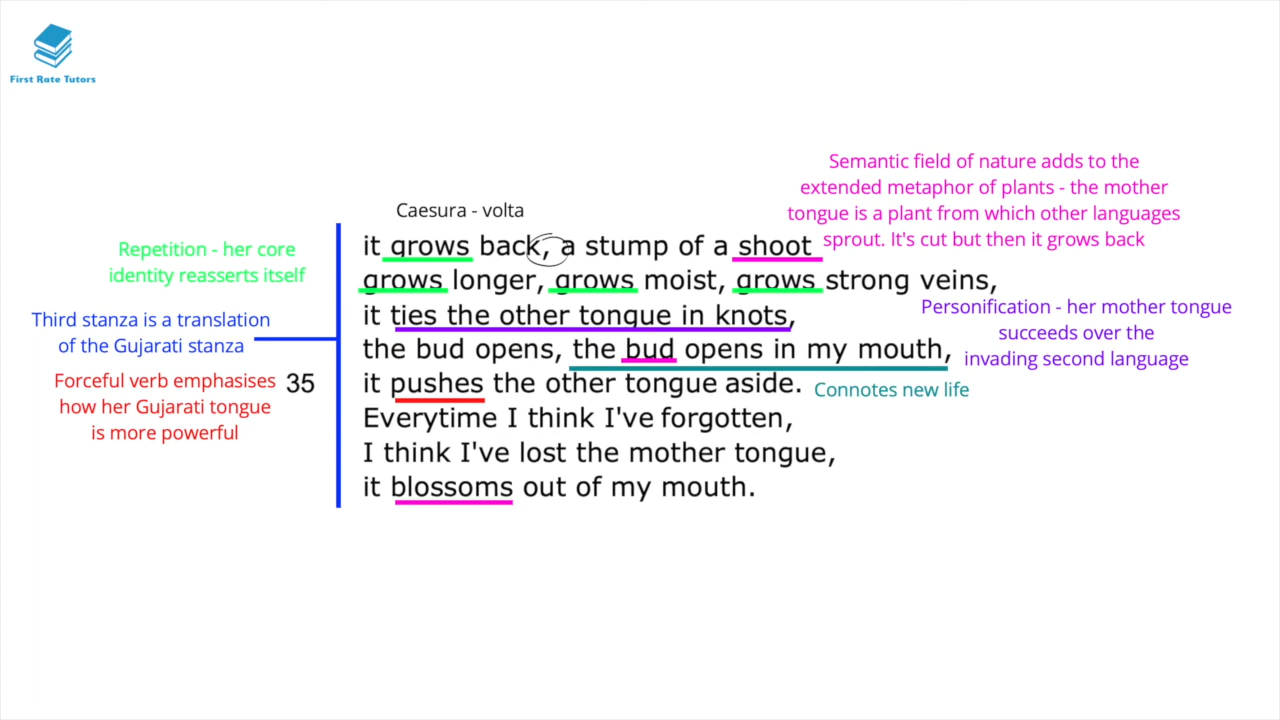 First Rate Tutors
Semantic field of nature adds to the
extended metaphor of plants - the mother
tongue is a plant from which other languages
sprout. It's cut but then it grows back
Caesura - volta
Repetition - her core
identity reasserts itself
Third stanza is a translation
of the Gujarati stanza
Forceful verb emphasises
how her Gujarati tongue
is more powerful
35
it grows back, a stump of a shoot
grows longer, grows moist, grows strong veins,
it ties the other tongue in knots,
the bud opens, the bud opens in my mouth,
it pushes the other tongue aside.
Everytime I think I've forgotten,
I think I've lost the mother tongue,
it blossoms out of my mouth.
Personification - her mother tongue
succeeds over the
invading second language
Connotes new life